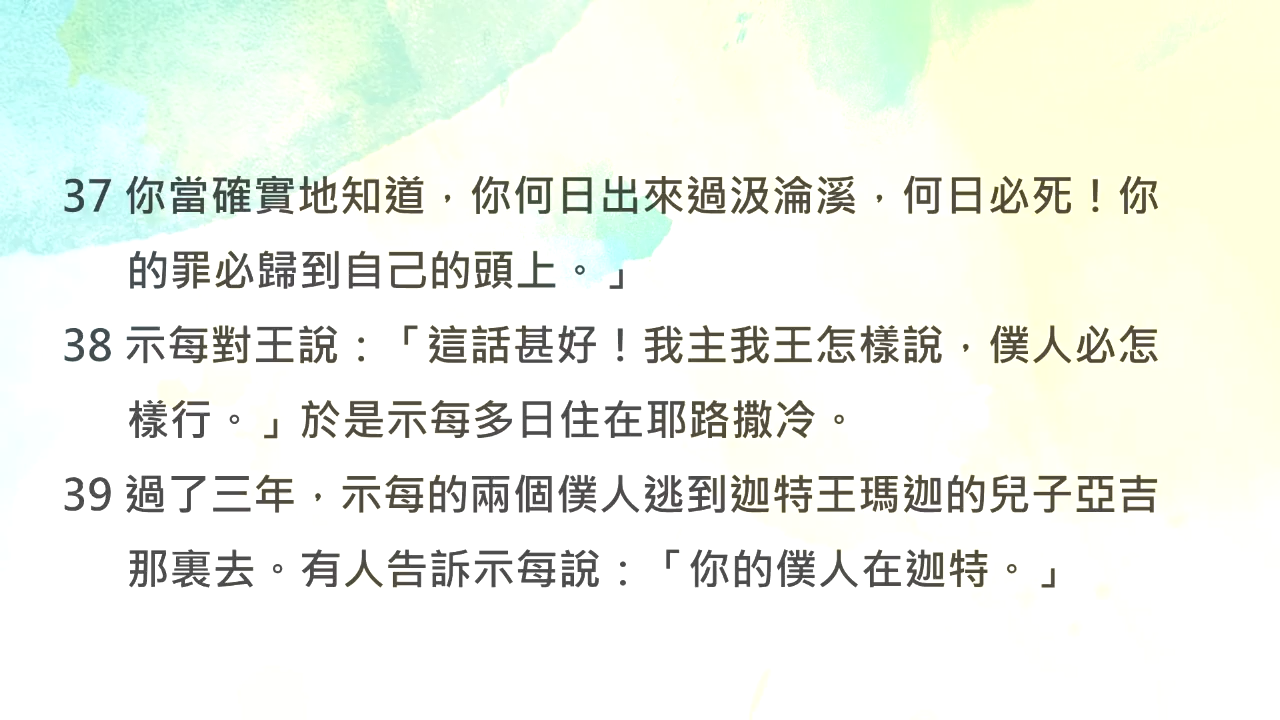 37 你當確實地知道，你何日出來過汲淪溪，何日必死！你
的罪必歸到自己的頭上。」
38 示每對王說：「這話甚好！我主我王怎樣說，僕人必怎
樣行。」於是示每多日住在耶路撒冷。
39 過了三年，示每的兩個僕人逃到迦特王瑪迦的兒子亞吉
那裏去。有人告訴示每說：「你的僕人在迦特。」